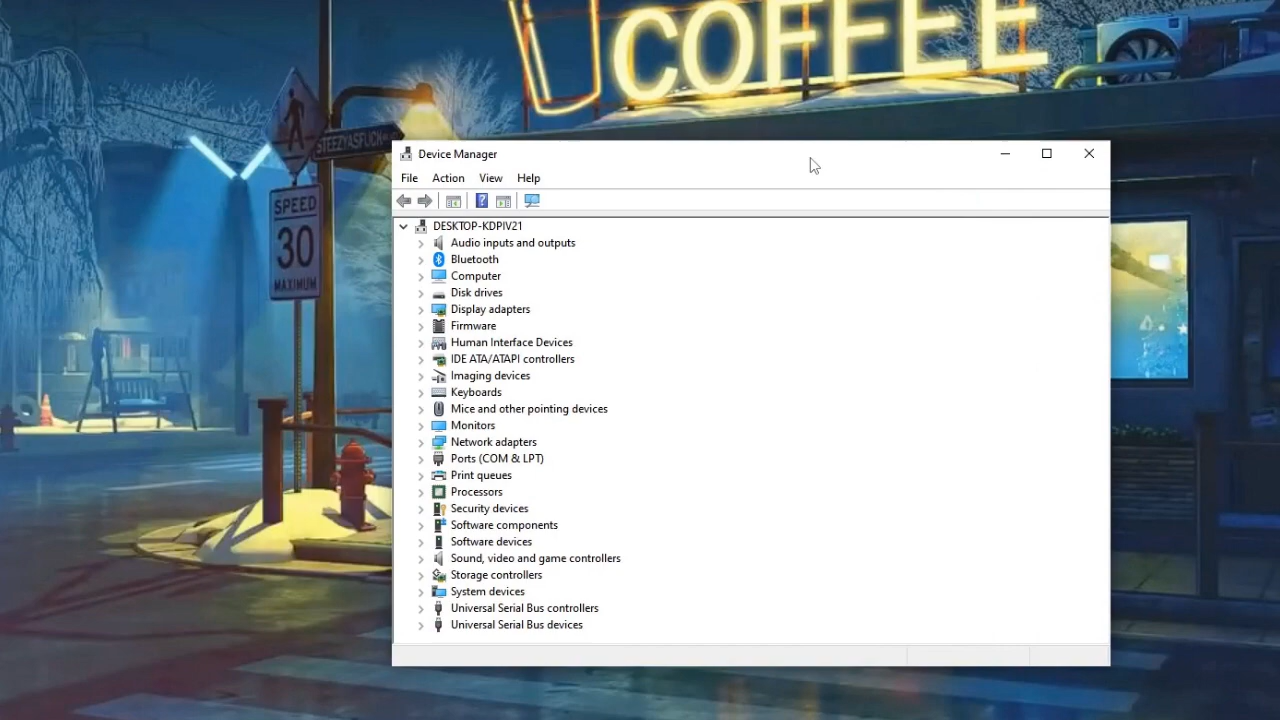 COFFEE
STEEZYASFUCK
SPEED
30
MAXIMUM
Device Manager
File Action View Help
DESKTOP-KDPIV21
Audio inputs and outputs
Bluetooth
Computer
Disk drives
Display adapters
Firmware
Human Interface Devices
IDE ATA/ATAPI controllers
Imaging devices
Keyboards
Mice and other pointing devices
Monitors
Network adapters
Ports (COM & LPT)
Print queues
Processors
Security devices
Software components
Software devices
Sound, video and game controllers
Storage controllers
System devices
Universal Serial Bus controllers
Universal Serial Bus devices